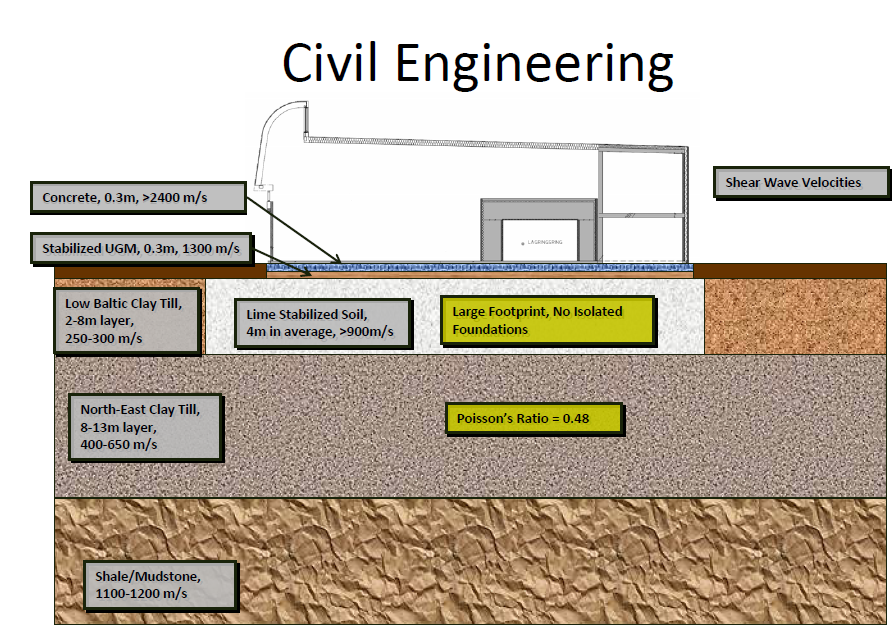 Civil Engineering
Concrete, 0.3m, >2400 m/s
Shear Wave Velocities
Stabilized UGM, 0.3m, 1300 m/s
Low Baltic Clay Till,
2-8m layer,
250-300 m/s
Lime Stabilized Soil,
4m in average, >900m/s
Large Footprint, No Isolated
Foundations
North-East Clay Till,
8-13m layer,
400-650 m/s
Poisson's Ratio = 0.48
Shale/Mudstone,
1100-1200 m/s